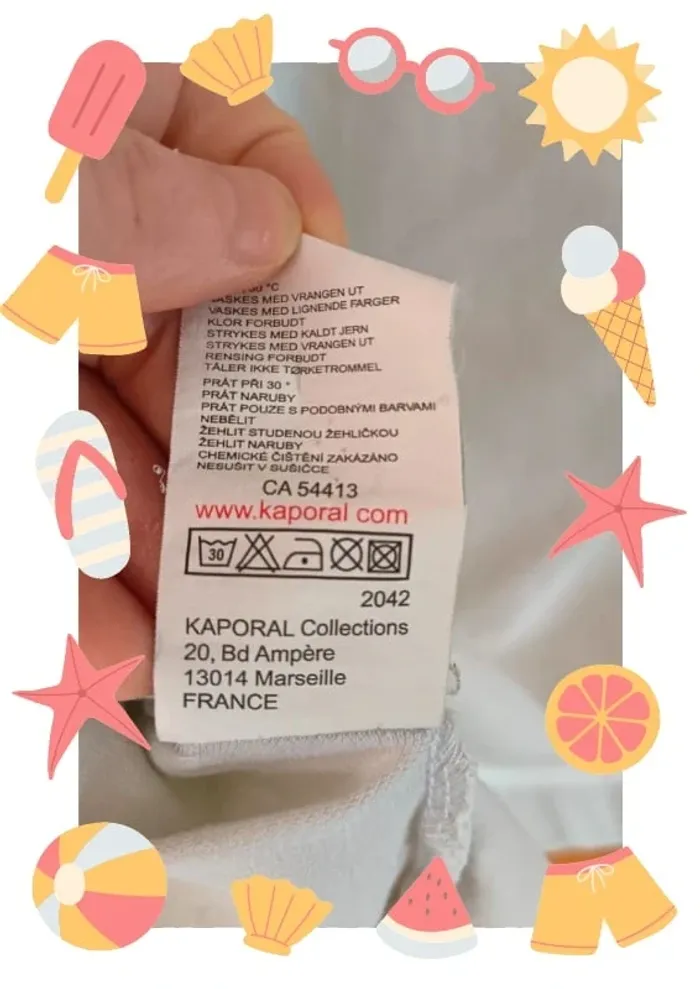 °C
VASKES MED VRANGEN UT
VASKES MED LIGNENDE FARGER
KLOR FORBUDT
STRYKES MED KALDT JERN
STRYKES MED VRANGEN UT
RENSING FORBUDT
TÅLER IKKE TØRKETROMMEL
PRÁT PŘI 30 °
PRÁT NARUBY
PRÁT POUZE S PODOBNÝMI BARVAMI
NEBĚLIT
ŽEHLIT STUDENOU ŽEHLIČKOU
ŽEHLIT NARUBY
CHEMICKÉ ČIŠTĚNÍ ZAKÁZÁNO
NESUŠIT V SUŠIČCE
CA 54413
www.kaporal com
30
2042
KAPORAL Collections
20, Bd Ampère
13014 Marseille
FRANCE